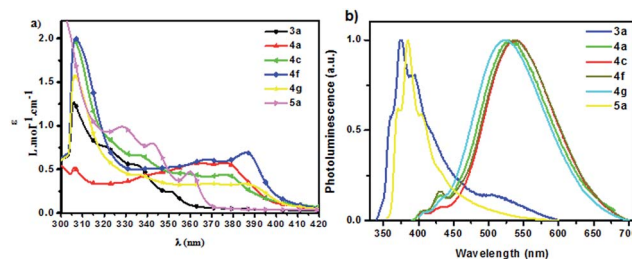 a)
3a
4a
4c
4f
4g
5a
2.0
1.5
1.0
0.5
0.0
ε
L.mol⁻¹.cm⁻¹
300 310 320 330 340 350 360 370 380 390 400 410 420
λ (nm)
b)
3a
4a
4c
4f
4g
5a
1.0
0.5
0.0
Photoluminescence (a.u.)
350 400 450 500 550 600 650 700
Wavelength (nm)